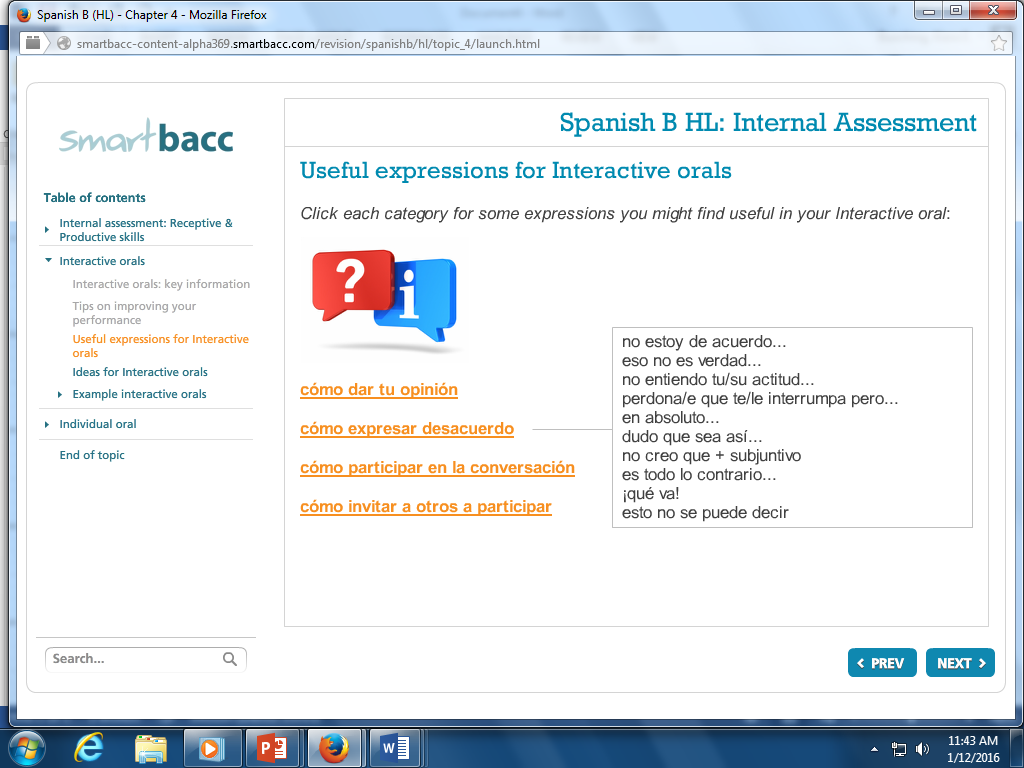 Spanish B (HL) - Chapter 4 - Mozilla Firefox
smartbacc-content-alpha369.smartbacc.com/revision/spanishb/hl/topic_4/launch.html
smartbacc
Table of contents
Internal assessment: Receptive &
Productive skills
Interactive orals
Interactive orals: key information
Tips on improving your
performance
Useful expressions for Interactive
orals
Ideas for Interactive orals
Example interactive orals
Individual oral
End of topic
Search...
Spanish B HL: Internal Assessment
Useful expressions for Interactive orals
Click each category for some expressions you might find useful in your Interactive oral:
? i
cómo dar tu opinión
cómo expresar desacuerdo
cómo participar en la conversación
cómo invitar a otros a participar
no estoy de acuerdo...
eso no es verdad...
no entiendo tu/su actitud...
perdona/e que te/le interrumpa pero...
en absoluto...
dudo que sea así...
no creo que + subjuntivo
es todo lo contrario...
¡qué va!
esto no se puede decir
PREV
NEXT
11:43 AM
1/12/2016